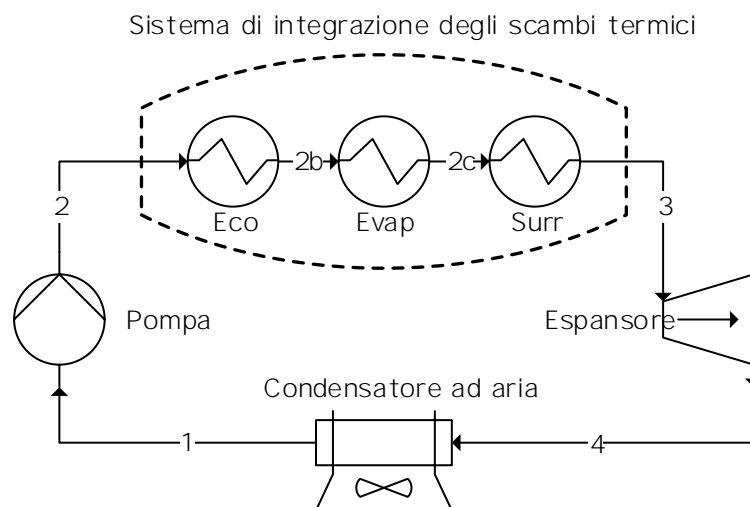 Sistema di integrazione degli scambi termici
2b
2c
Eco
Evap
Surr
2
3
Pompa
Espansore
Condensatore ad aria
1
4